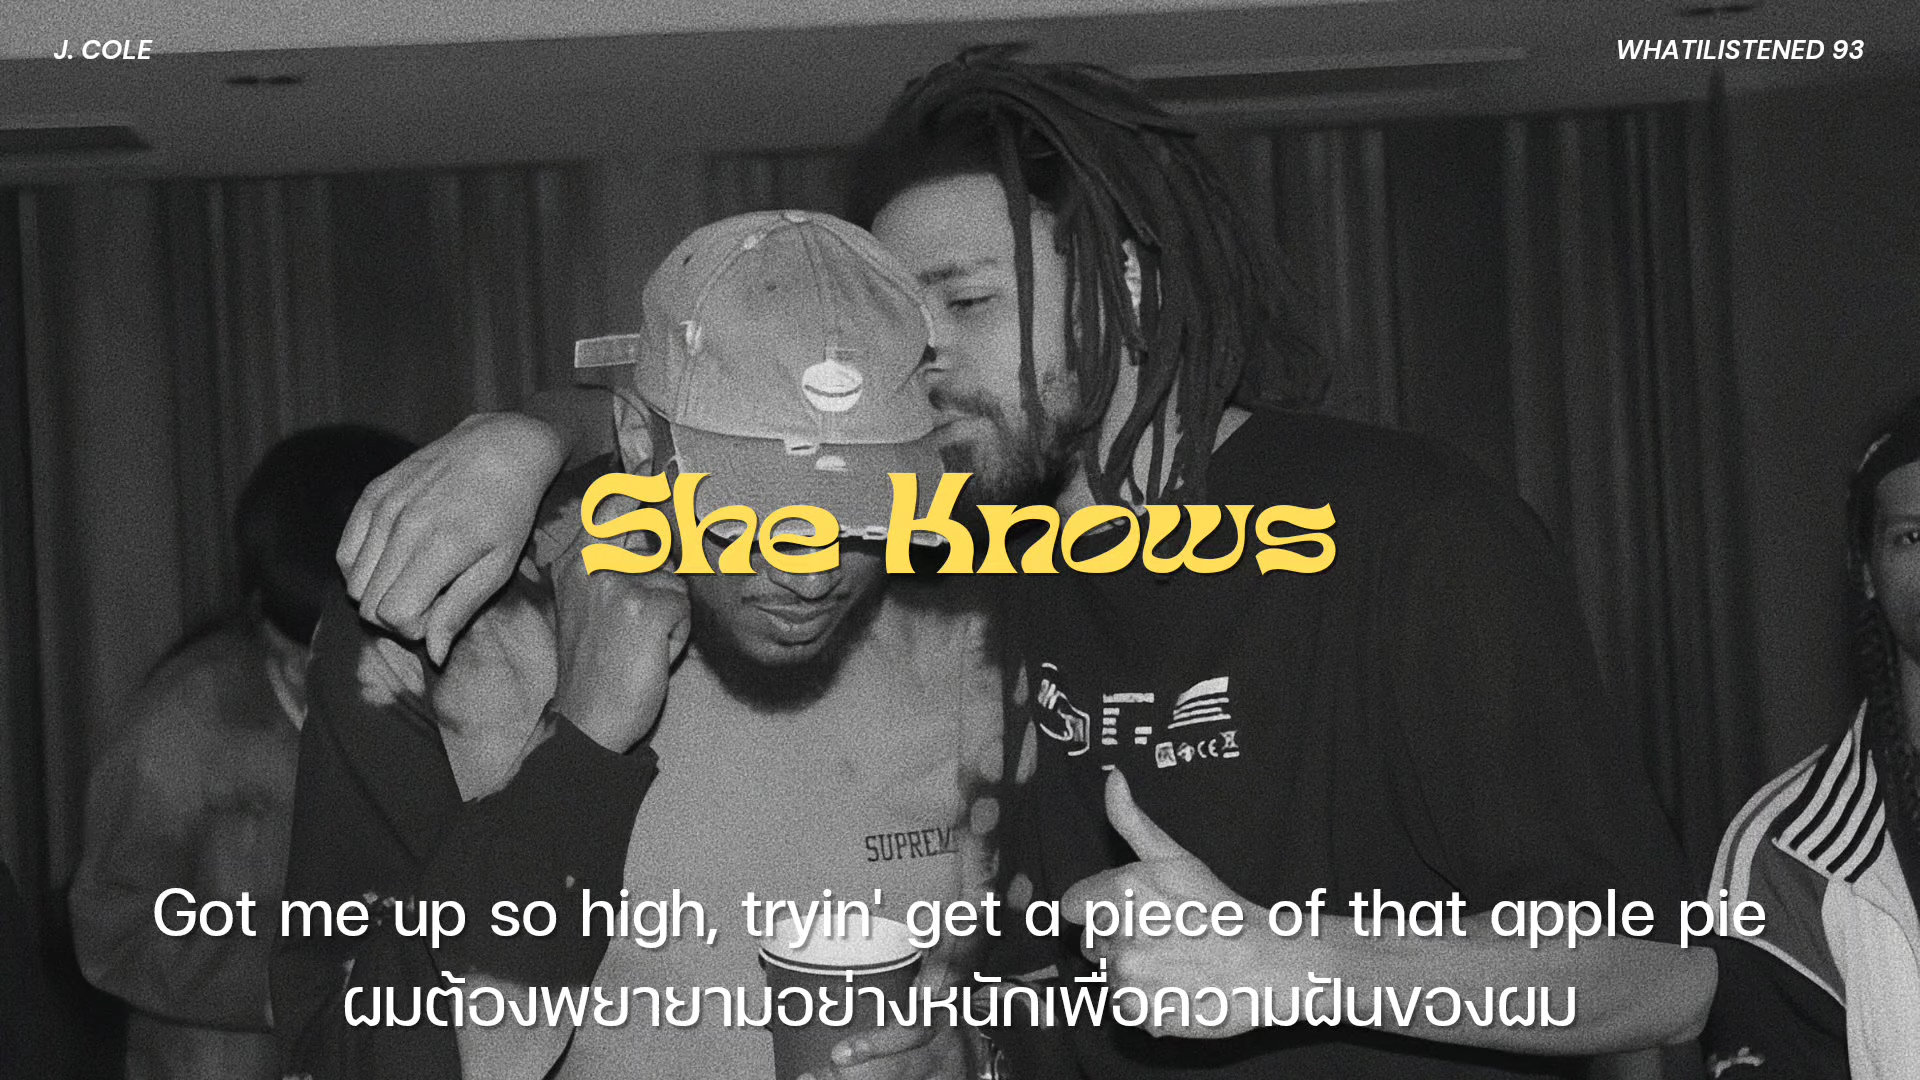 J. COLE
WHATILISTENED 93
She Knows
SUPREME
Got me up so high, tryin' get a piece of that apple pie
ผมต้องพยายามอย่างหนักเพื่อความฝันของผม